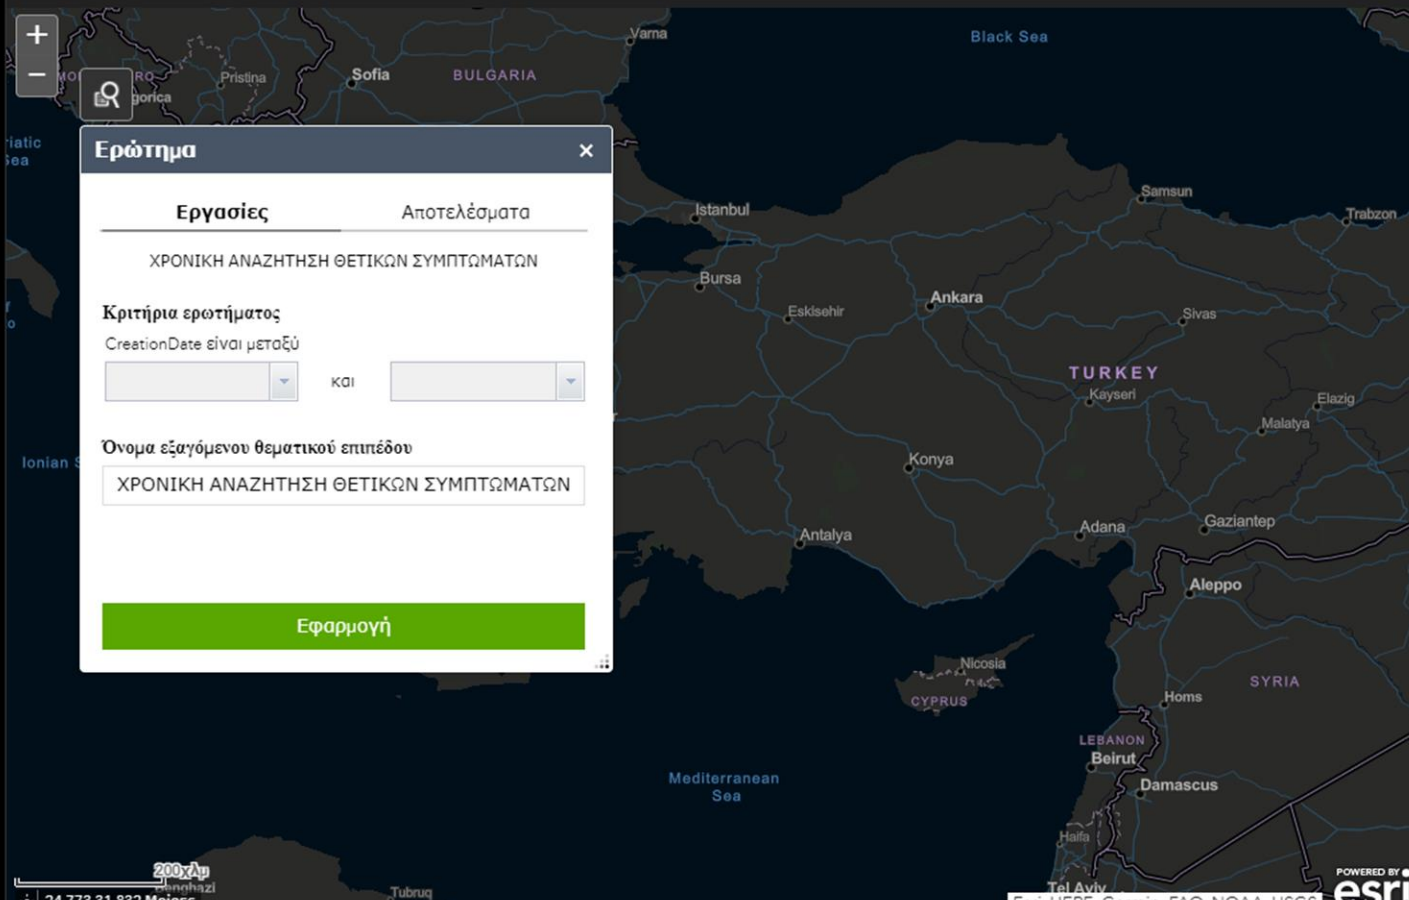 +
Varna
Black Sea
−
Pristina
Sofia
BULGARIA
gorica
Ερώτημα
×
Εργασίες
Αποτελέσματα
ΧΡΟΝΙΚΗ ΑΝΑΖΗΤΗΣΗ ΘΕΤΙΚΩΝ ΣΥΜΠΤΩΜΑΤΩΝ
Κριτήρια ερωτήματος
CreationDate είναι μεταξύ
και
Όνομα εξαγόμενου θεματικού επιπέδου
ΧΡΟΝΙΚΗ ΑΝΑΖΗΤΗΣΗ ΘΕΤΙΚΩΝ ΣΥΜΠΤΩΜΑΤΩΝ
Εφαρμογή
Samsun
Istanbul
Trabzon
Bursa
Ankara
Eskisehir
Sivas
TURKEY
Kayseri
Elazig
Malatya
Ionian
Konya
Gaziantep
Adana
Antalya
Aleppo
Nicosia
SYRIA
CYPRUS
Homs
LEBANON
Beirut
Mediterranean
Sea
Damascus
Haifa
200χλμ
Benghazi
Tubruq
Tel Aviv
POWERED BY
esri